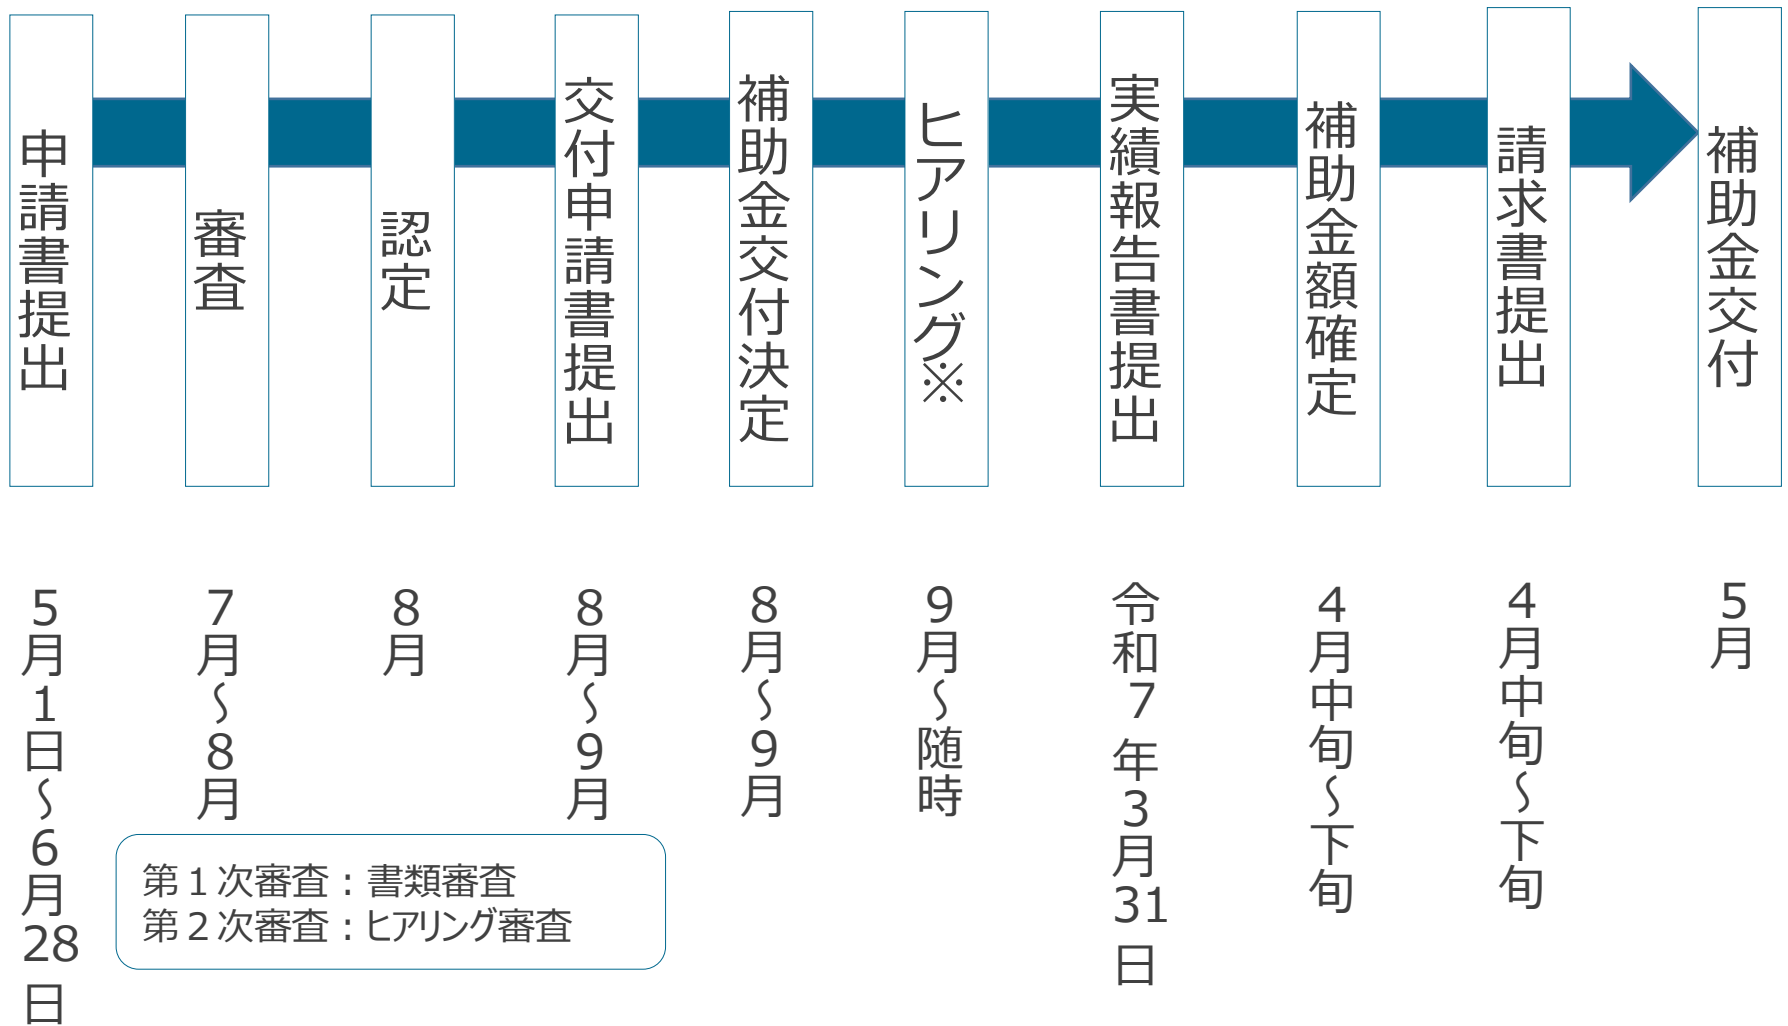 申請書提出
審査
認定
交付申請書提出
補助金交付決定
ヒアリング※
実績報告書提出
補助金額確定
請求書提出
補助金交付
5月1日～6月28日
7月～8月
8月
8月～9月
8月～9月
9月～随時
令和7年3月31日
4月中旬～下旬
4月中旬～下旬
5月
第１次審査：書類審査
第２次審査：ヒアリング審査